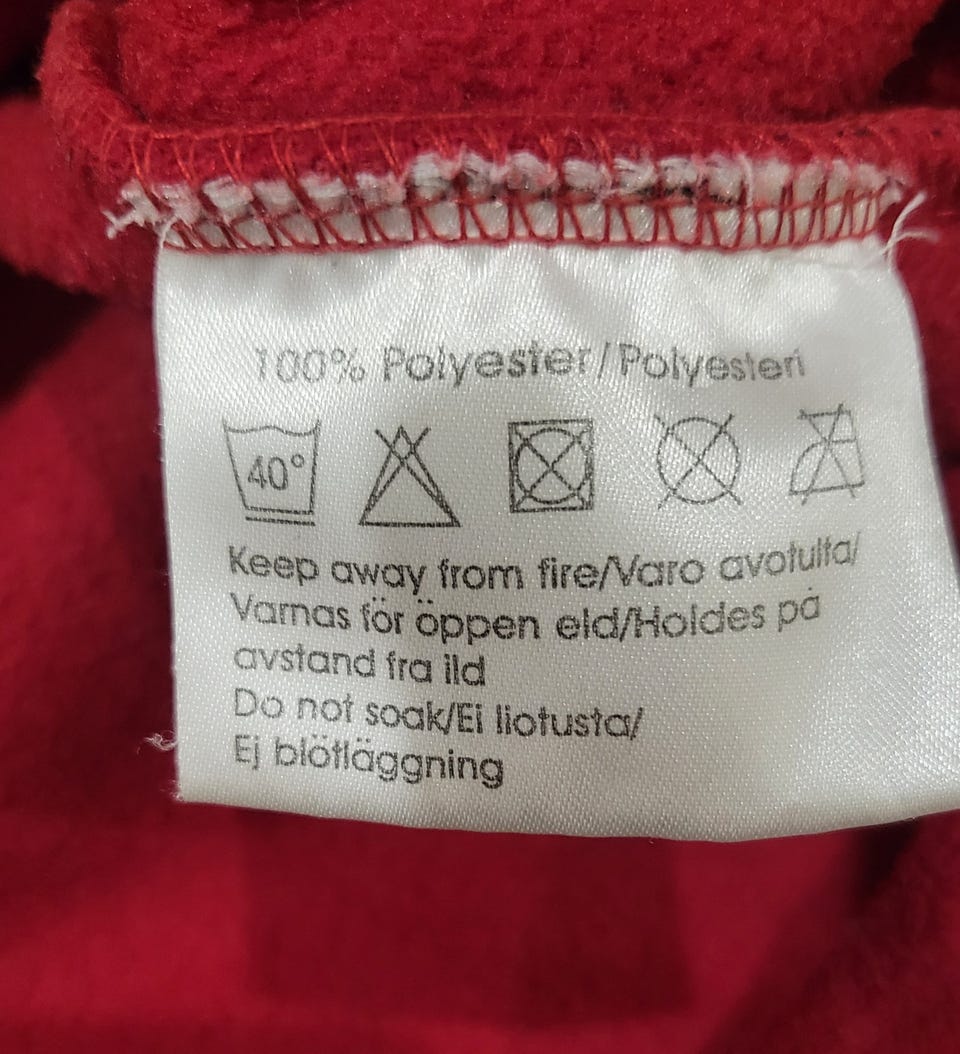 100% Polyester/Polyesteri
40°
Keep away from fire/Varo avotulta/
Varnas för öppen eld/Holdes på
avstand fra ild
Do not soak/Ei liotusta/
Ej blötläggning